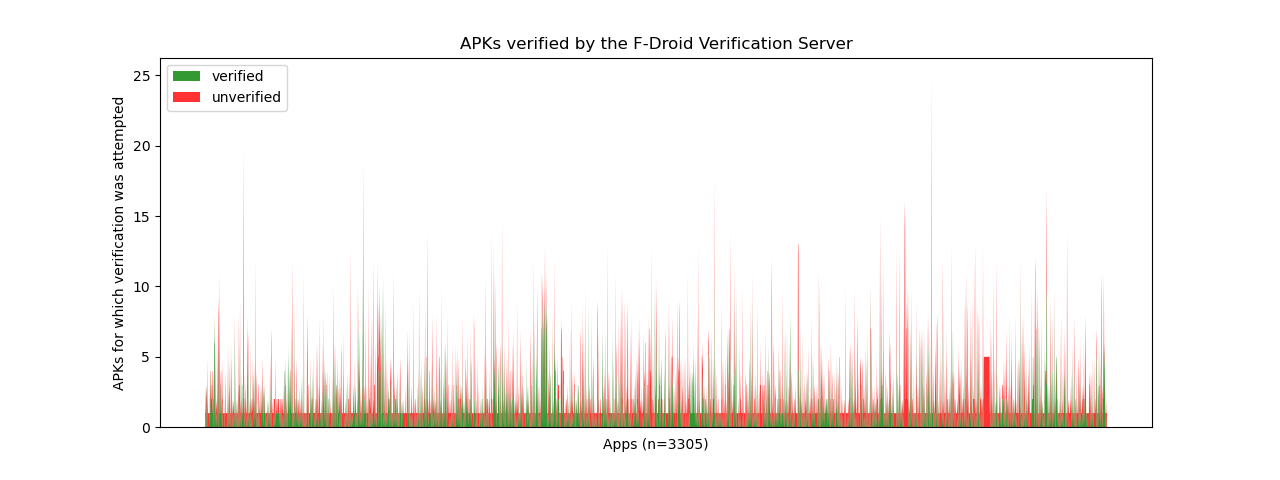 APKs verified by the F-Droid Verification Server
verified
unverified
APKs for which verification was attempted
25
20
15
10
5
0
Apps (n=3305)